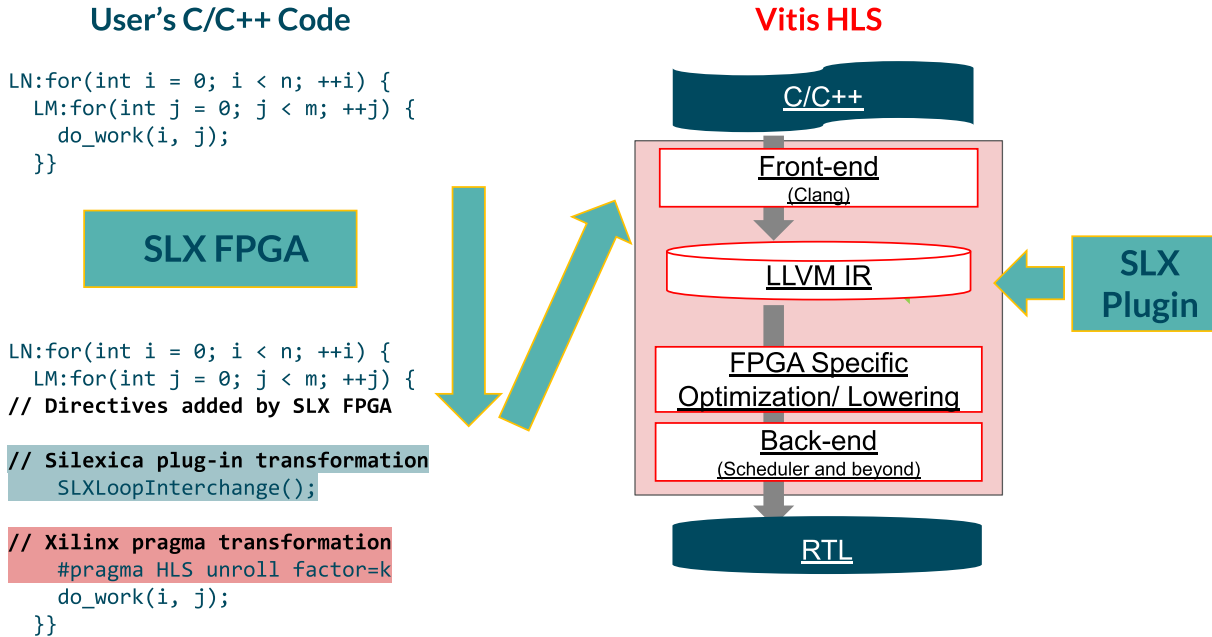 User's C/C++ Code
LN:for(int i = 0; i < n; ++i) {
LM:for(int j = 0; j < m; ++j) {
do_work(i, j);
}}
SLX FPGA
LN:for(int i = 0; i < n; ++i) {
LM:for(int j = 0; j < m; ++j) {
// Directives added by SLX FPGA
// Silexica plug-in transformation
SLXLoopInterchange();
// Xilinx pragma transformation
#pragma HLS unroll factor=k
do_work(i, j);
}}
Vitis HLS
C/C++
Front-end
(Clang)
LLVM IR
FPGA Specific
Optimization/ Lowering
Back-end
(Scheduler and beyond)
RTL
SLX
Plugin